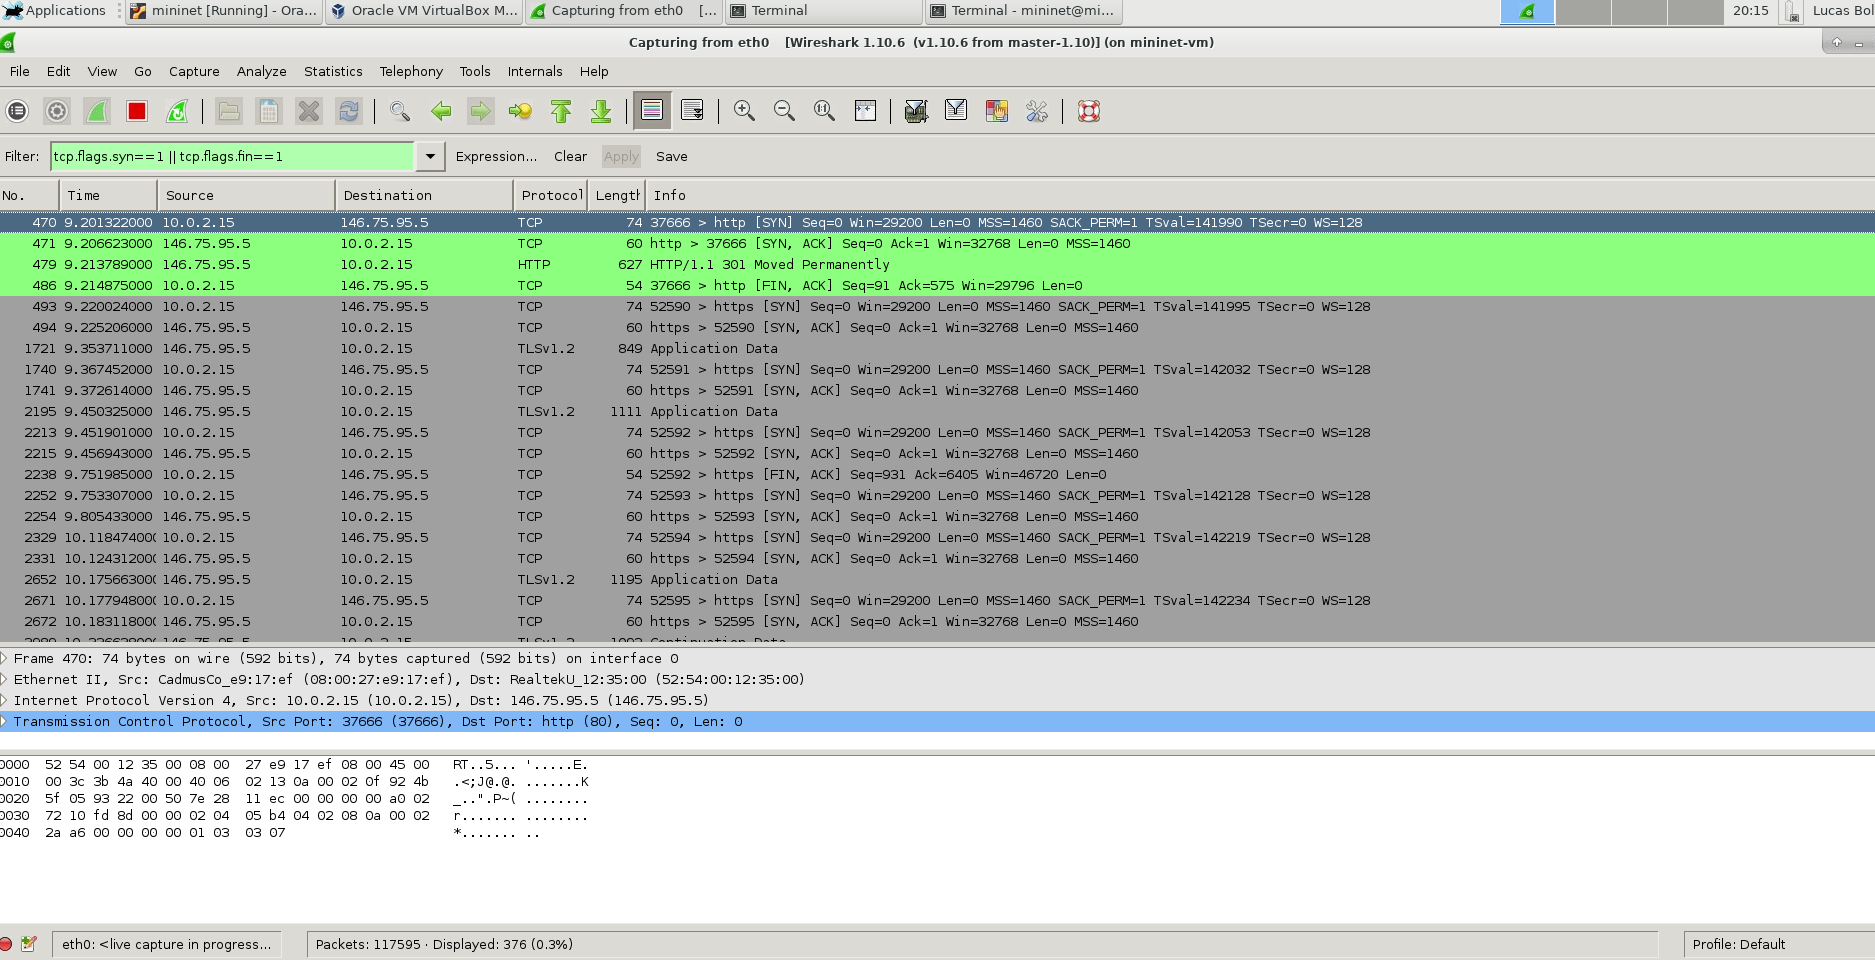 Applications mininet [Running] - Ora... Oracle VM VirtualBox M... Capturing from eth0 [... Terminal Terminal - mininet@mi... 20:15 Lucas Bol
Capturing from eth0 [Wireshark 1.10.6 (v1.10.6 from master-1.10)] (on mininet-vm)
File Edit View Go Capture Analyze Statistics Telephony Tools Internals Help
Filter: tcp.flags.syn==1 || tcp.flags.fin==1 Expression... Clear Apply Save
No. Time Source Destination Protocol Length Info
470 9.201322000 10.0.2.15 146.75.95.5 TCP 74 37666 > http [SYN] Seq=0 Win=29200 Len=0 MSS=1460 SACK_PERM=1 TSval=141990 TSecr=0 WS=128
471 9.206623000 146.75.95.5 10.0.2.15 TCP 60 http > 37666 [SYN, ACK] Seq=0 Ack=1 Win=32768 Len=0 MSS=1460
479 9.213789000 146.75.95.5 10.0.2.15 HTTP 627 HTTP/1.1 301 Moved Permanently
486 9.214875000 10.0.2.15 146.75.95.5 TCP 54 37666 > http [FIN, ACK] Seq=91 Ack=575 Win=29796 Len=0
493 9.220024000 10.0.2.15 146.75.95.5 TCP 74 52590 > https [SYN] Seq=0 Win=29200 Len=0 MSS=1460 SACK_PERM=1 TSval=141995 TSecr=0 WS=128
494 9.225206000 146.75.95.5 10.0.2.15 TCP 60 https > 52590 [SYN, ACK] Seq=0 Ack=1 Win=32768 Len=0 MSS=1460
1721 9.353711000 146.75.95.5 10.0.2.15 TLSv1.2 849 Application Data
1740 9.367452000 10.0.2.15 146.75.95.5 TCP 74 52591 > https [SYN] Seq=0 Win=29200 Len=0 MSS=1460 SACK_PERM=1 TSval=142032 TSecr=0 WS=128
1741 9.372614000 146.75.95.5 10.0.2.15 TCP 60 https > 52591 [SYN, ACK] Seq=0 Ack=1 Win=32768 Len=0 MSS=1460
2195 9.450325000 146.75.95.5 10.0.2.15 TLSv1.2 1111 Application Data
2213 9.451901000 10.0.2.15 146.75.95.5 TCP 74 52592 > https [SYN] Seq=0 Win=29200 Len=0 MSS=1460 SACK_PERM=1 TSval=142053 TSecr=0 WS=128
2215 9.456943000 146.75.95.5 10.0.2.15 TCP 60 https > 52592 [SYN, ACK] Seq=0 Ack=1 Win=32768 Len=0 MSS=1460
2238 9.751985000 10.0.2.15 146.75.95.5 TCP 54 52592 > https [FIN, ACK] Seq=931 Ack=6405 Win=46720 Len=0
2252 9.753307000 10.0.2.15 146.75.95.5 TCP 74 52593 > https [SYN] Seq=0 Win=29200 Len=0 MSS=1460 SACK_PERM=1 TSval=142128 TSecr=0 WS=128
2254 9.805433000 146.75.95.5 10.0.2.15 TCP 60 https > 52593 [SYN, ACK] Seq=0 Ack=1 Win=32768 Len=0 MSS=1460
2329 10.118474000 10.0.2.15 146.75.95.5 TCP 74 52594 > https [SYN] Seq=0 Win=29200 Len=0 MSS=1460 SACK_PERM=1 TSval=142219 TSecr=0 WS=128
2331 10.124312000 146.75.95.5 10.0.2.15 TCP 60 https > 52594 [SYN, ACK] Seq=0 Ack=1 Win=32768 Len=0 MSS=1460
2652 10.175663000 146.75.95.5 10.0.2.15 TLSv1.2 1195 Application Data
2671 10.177948000 10.0.2.15 146.75.95.5 TCP 74 52595 > https [SYN] Seq=0 Win=29200 Len=0 MSS=1460 SACK_PERM=1 TSval=142234 TSecr=0 WS=128
2672 10.183118000 146.75.95.5 10.0.2.15 TCP 60 https > 52595 [SYN, ACK] Seq=0 Ack=1 Win=32768 Len=0 MSS=1460
Frame 470: 74 bytes on wire (592 bits), 74 bytes captured (592 bits) on interface 0
Ethernet II, Src: CadmusCo_e9:17:ef (08:00:27:e9:17:ef), Dst: RealtekU_12:35:00 (52:54:00:12:35:00)
Internet Protocol Version 4, Src: 10.0.2.15 (10.0.2.15), Dst: 146.75.95.5 (146.75.95.5)
Transmission Control Protocol, Src Port: 37666 (37666), Dst Port: http (80), Seq: 0, Len: 0
0000 52 54 00 12 35 00 08 00 27 e9 17 ef 08 00 45 00 RT..5... '.....E.
0010 00 3c 3b 4a 40 00 40 06 02 13 0a 00 02 0f 92 4b .<;J@.@. .......K
0020 5f 05 93 22 00 50 7e 28 11 ec 00 00 00 00 a0 02 _..".P~( ........
0030 72 10 fd 8d 00 00 02 04 05 b4 04 02 08 0a 00 02 r....... ........
0040 2a a6 00 00 00 00 01 03 03 07 *....... ..
eth0: <live capture in progress... Packets: 117595 · Displayed: 376 (0.3%) Profile: Default